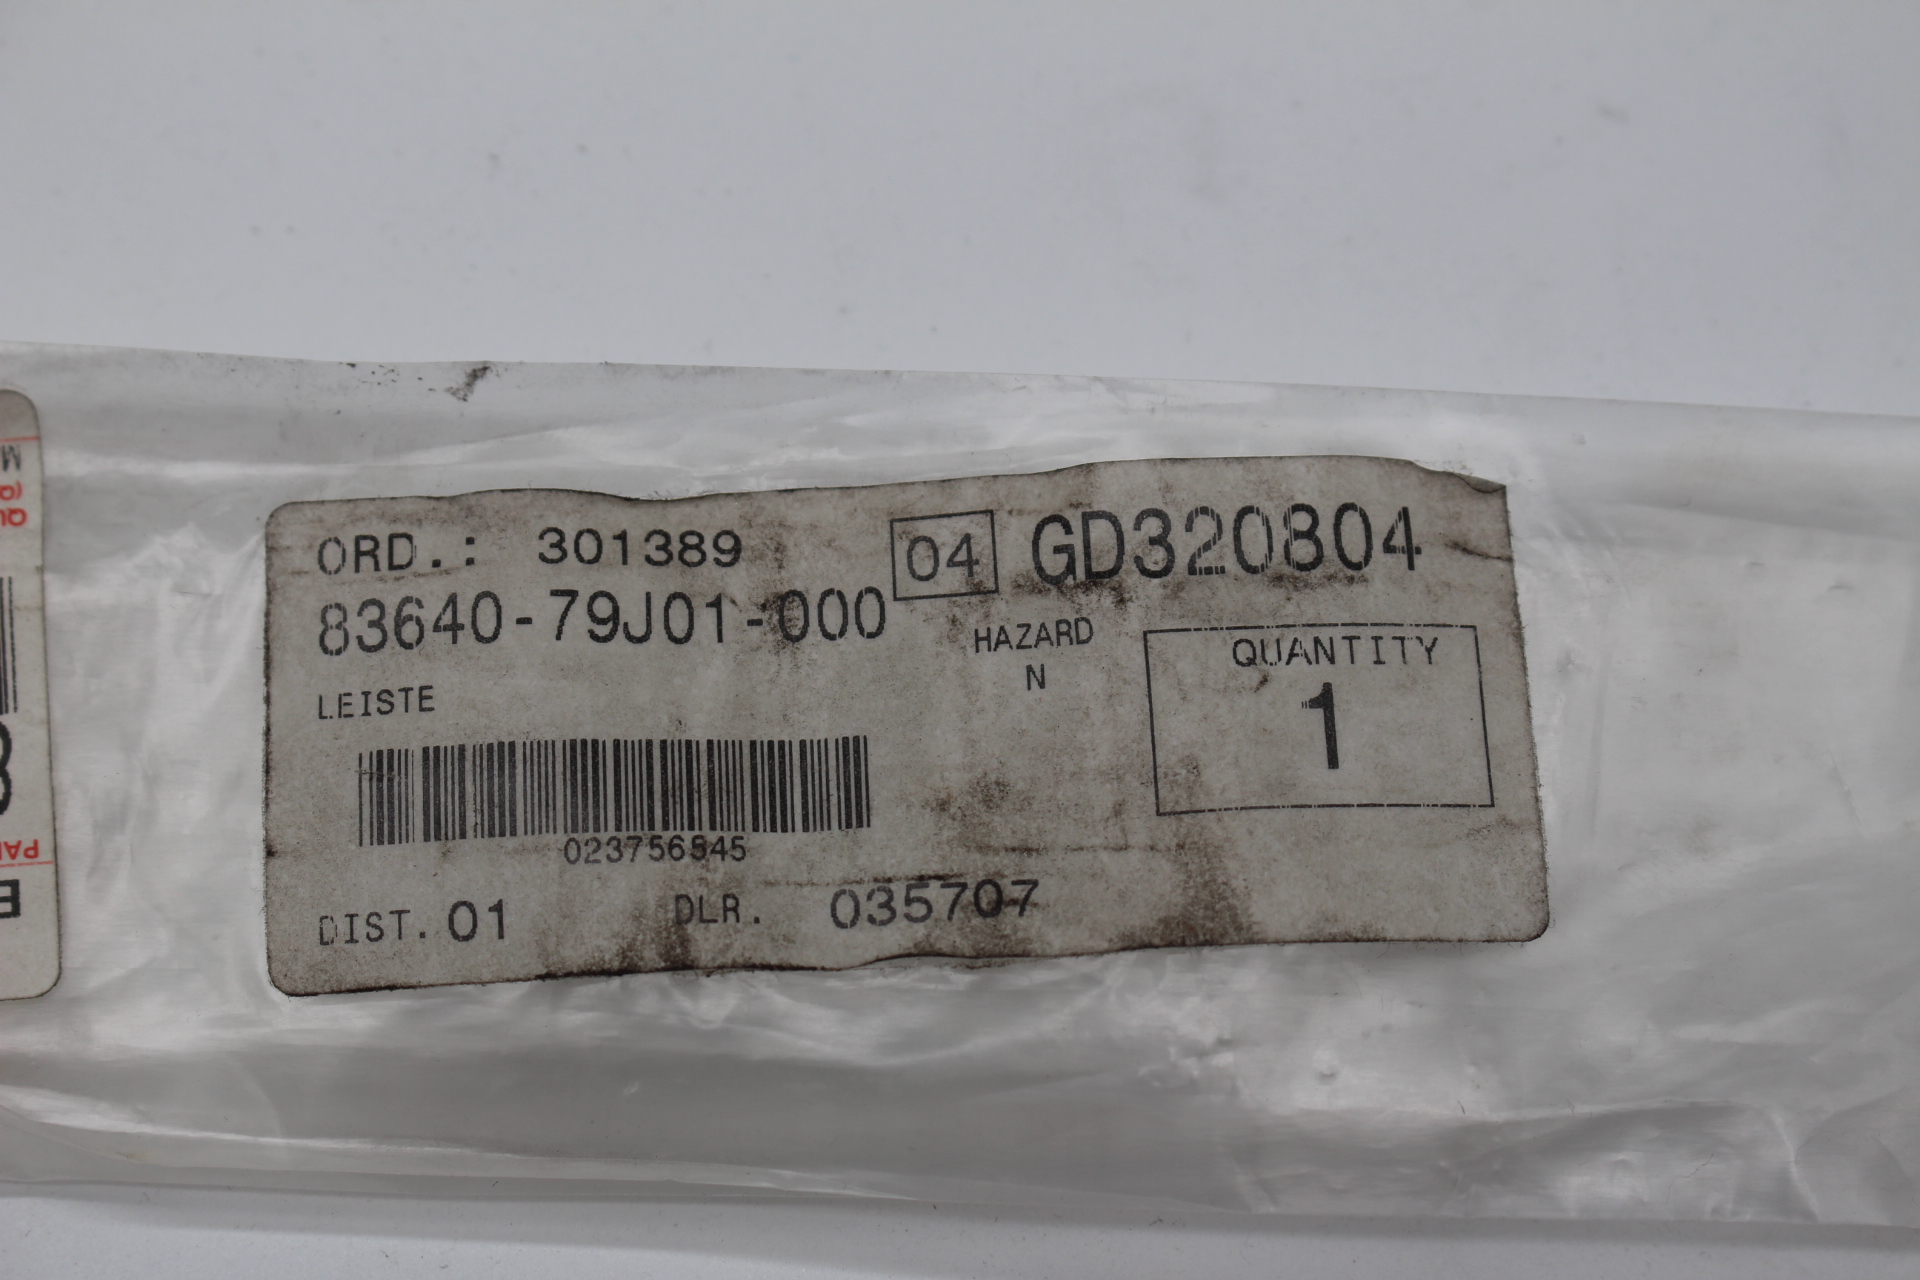 ORD.: 301389
04 GD320804
83640-79J01-000
HAZARD
N
QUANTITY
1
LEISTE
023756545
DIST. 01 DLR. 035707